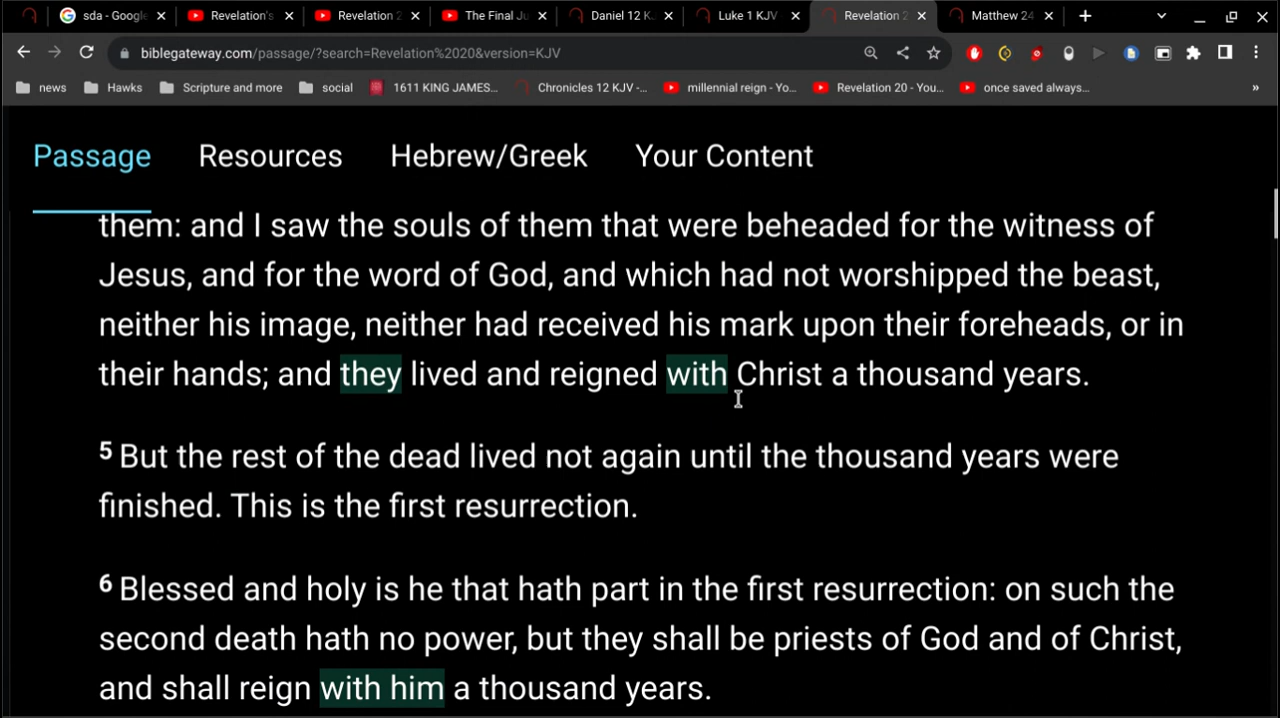 sda - Google
Revelation's
Revelation 2
The Final Ju
Daniel 12 K
Luke 1 KJV
Revelation 2
Matthew 24
biblegateway.com/passage/?search=Revelation%2020&version=KJV
news
Hawks
Scripture and more
social
1611 KING JAMES...
Chronicles 12 KJV -...
millennial reign - Yo...
Revelation 20 - You...
once saved always...
»
Passage Resources Hebrew/Greek Your Content
them: and I saw the souls of them that were beheaded for the witness of
Jesus, and for the word of God, and which had not worshipped the beast,
neither his image, neither had received his mark upon their foreheads, or in
their hands; and they lived and reigned with Christ a thousand years.
5 But the rest of the dead lived not again until the thousand years were
finished. This is the first resurrection.
6 Blessed and holy is he that hath part in the first resurrection: on such the
second death hath no power, but they shall be priests of God and of Christ,
and shall reign with him a thousand years.